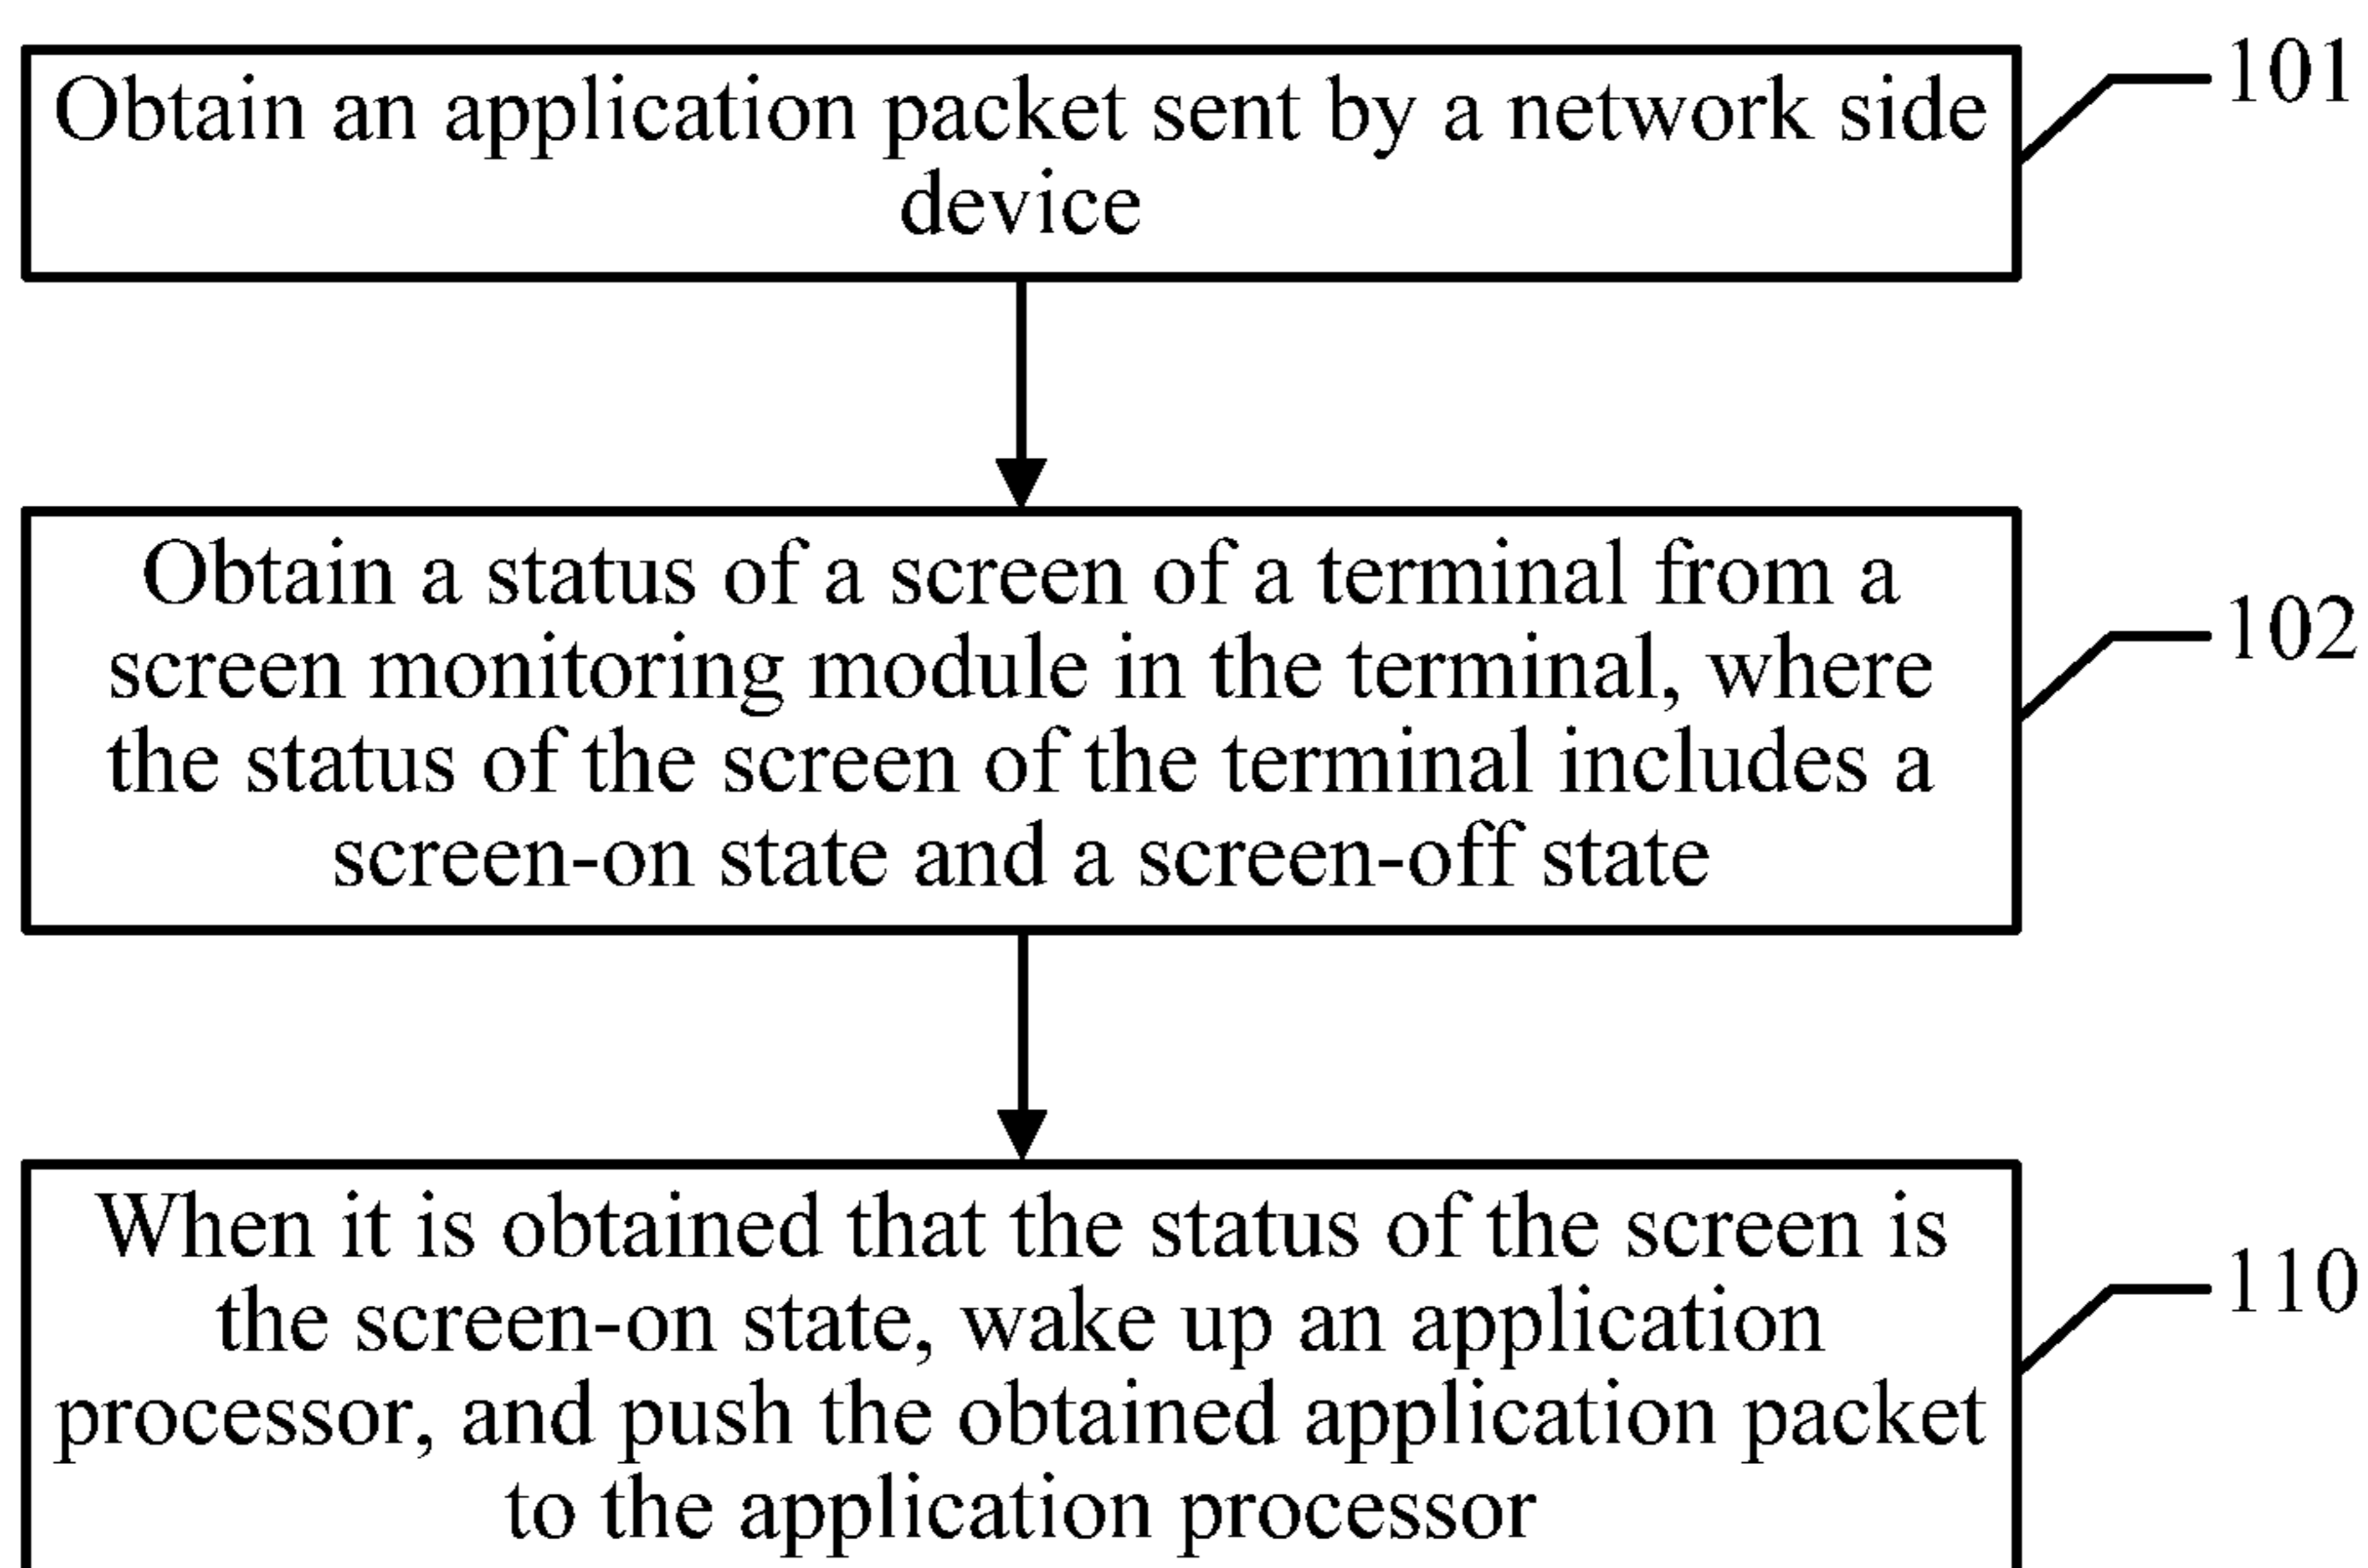 Obtain an application packet sent by a network side
device
101
Obtain a status of a screen of a terminal from a
screen monitoring module in the terminal, where
the status of the screen of the terminal includes a
screen-on state and a screen-off state
102
When it is obtained that the status of the screen is
the screen-on state, wake up an application
processor, and push the obtained application packet
to the application processor
110